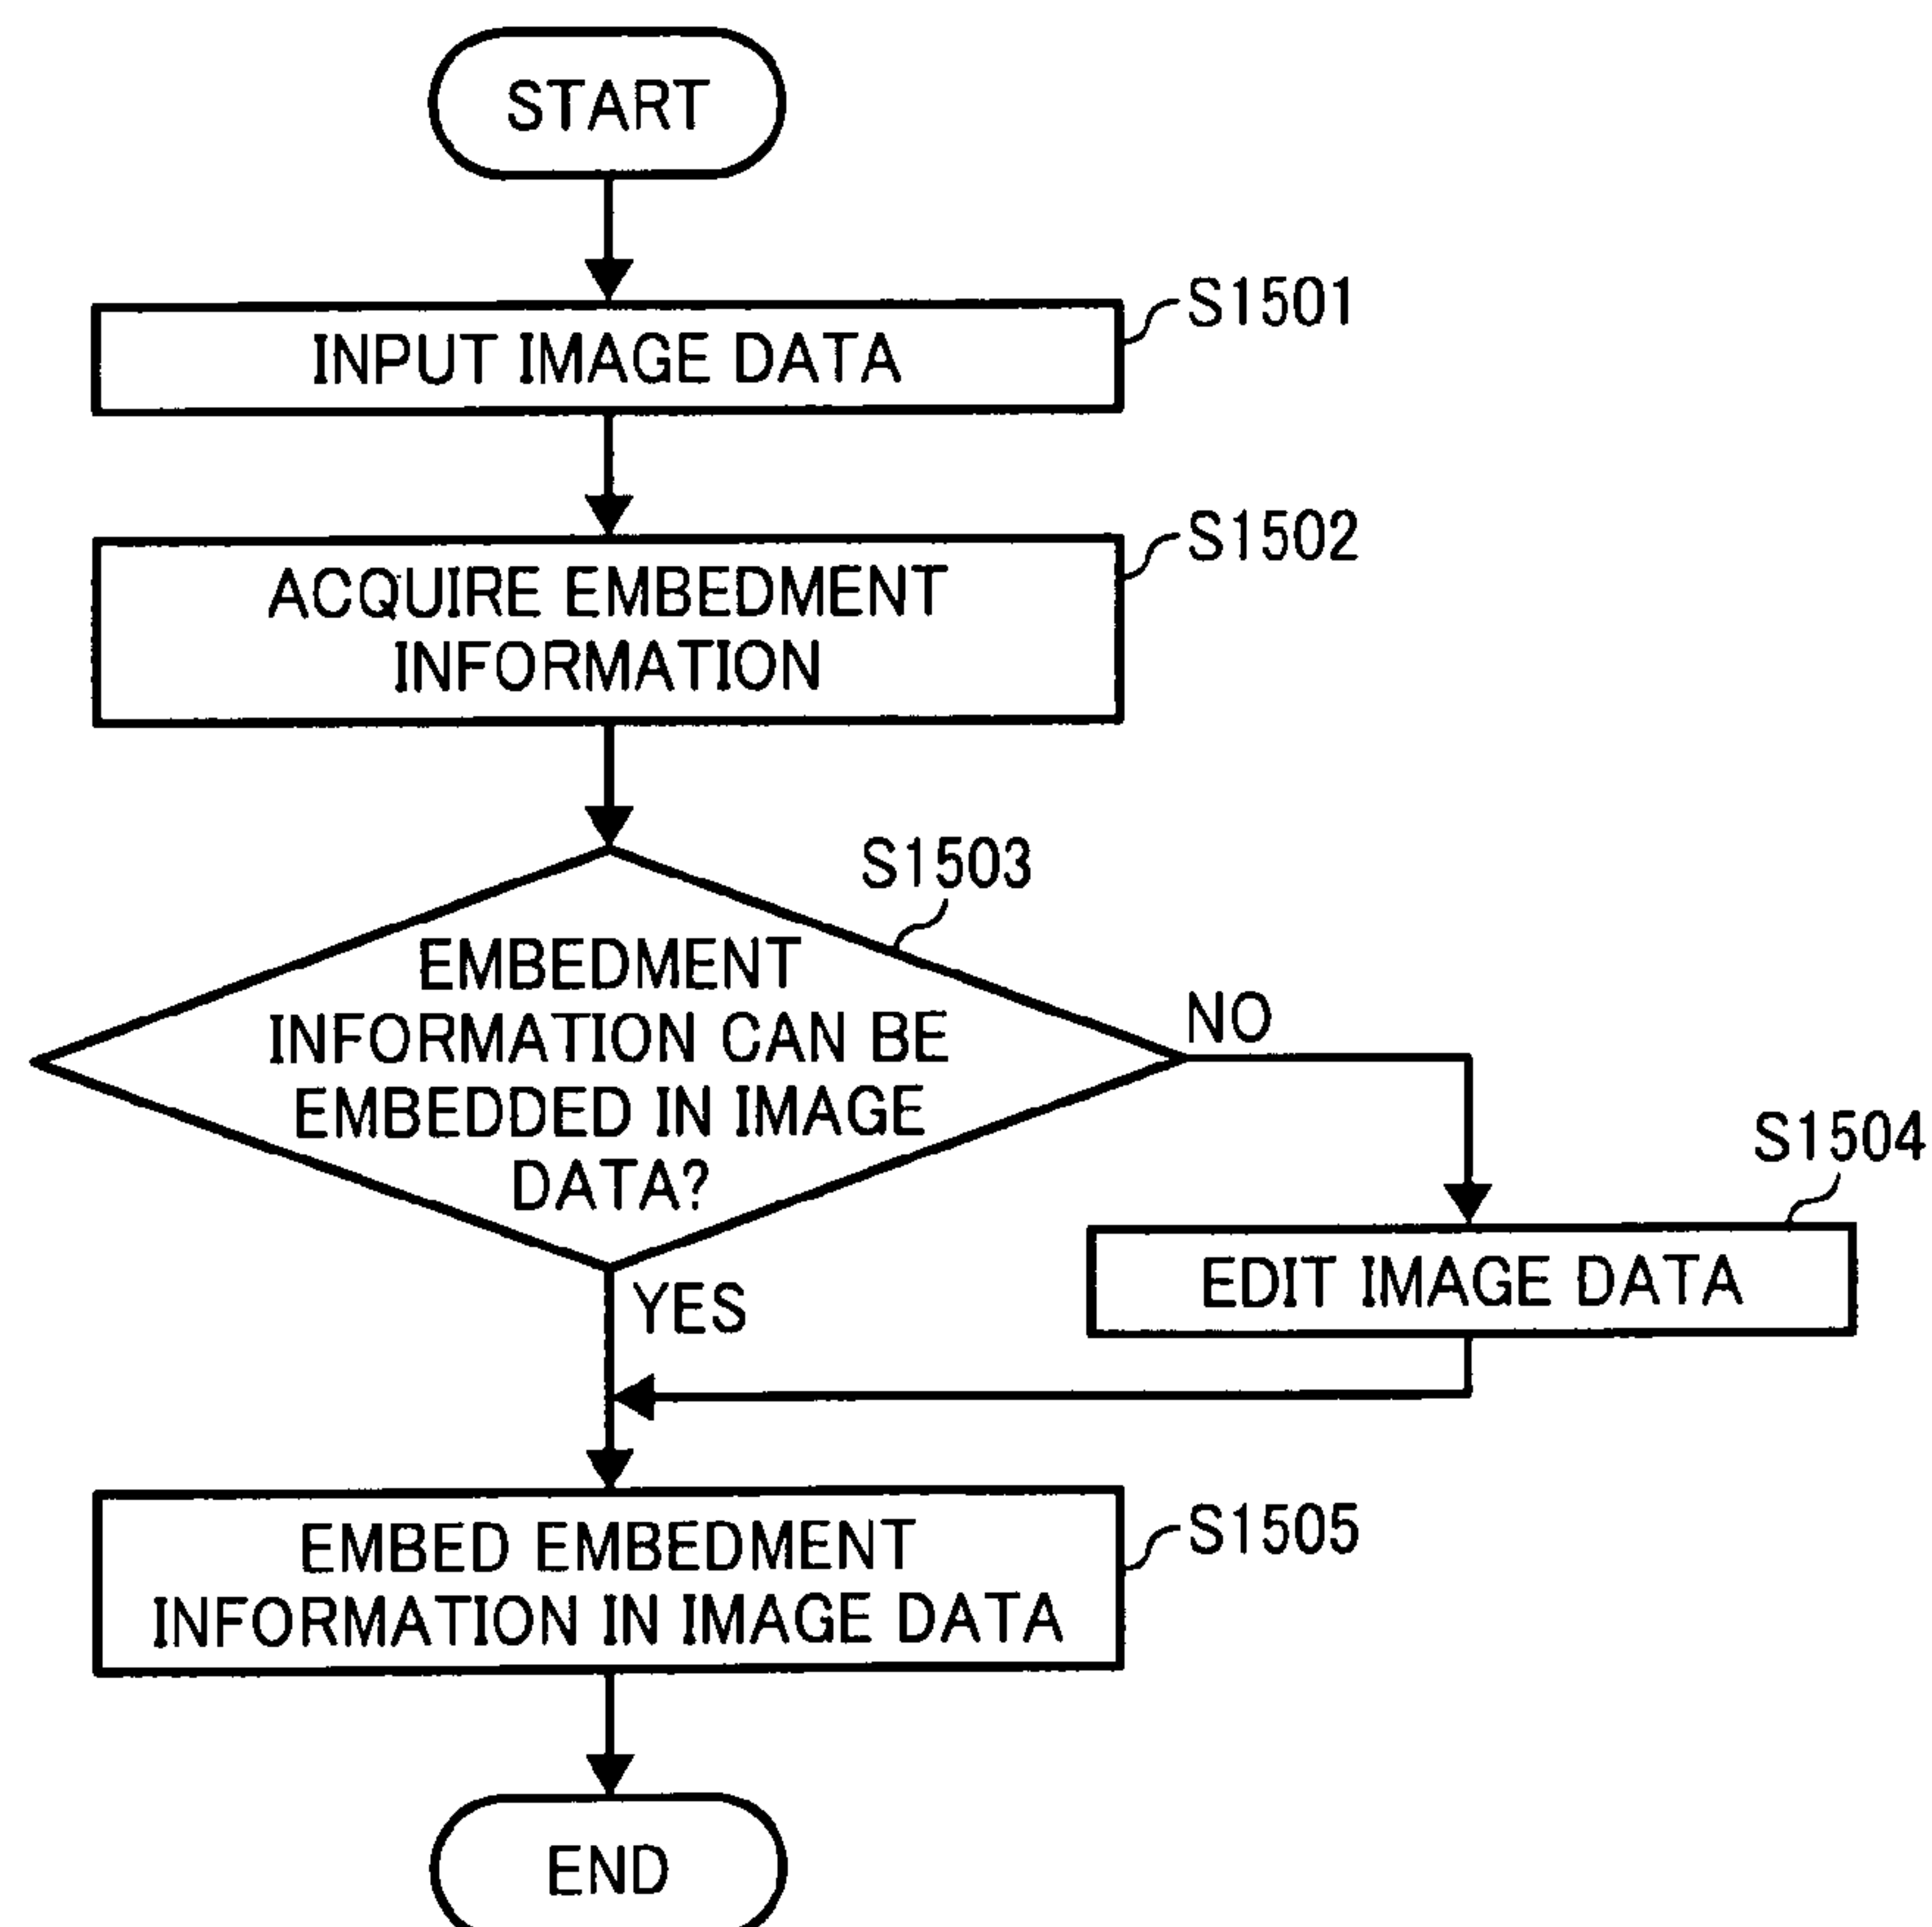 START
S1501
INPUT IMAGE DATA
S1502
ACQUIRE EMBEDMENT
INFORMATION
S1503
EMBEDMENT
INFORMATION CAN BE
EMBEDDED IN IMAGE
DATA?
NO
S1504
EDIT IMAGE DATA
YES
S1505
EMBED EMBEDMENT
INFORMATION IN IMAGE DATA
END